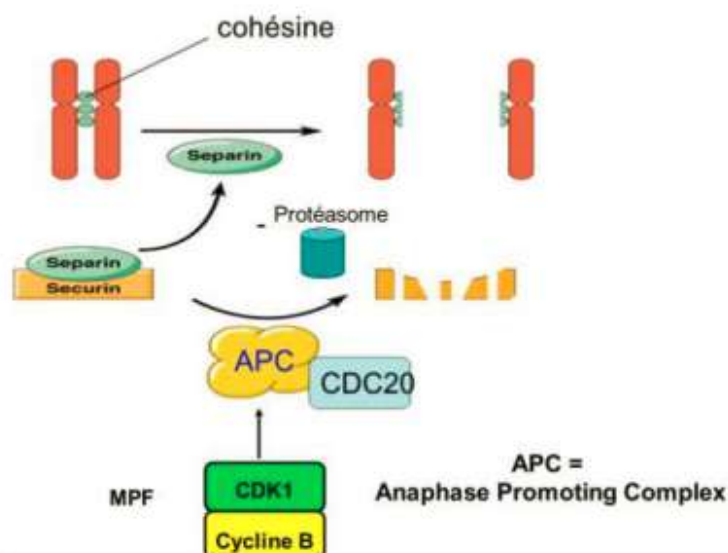 cohésine
Separin
- Protéasome
Separin
Securin
APC
CDC20
APC =
Anaphase Promoting Complex
MPF
CDK1
Cycline B